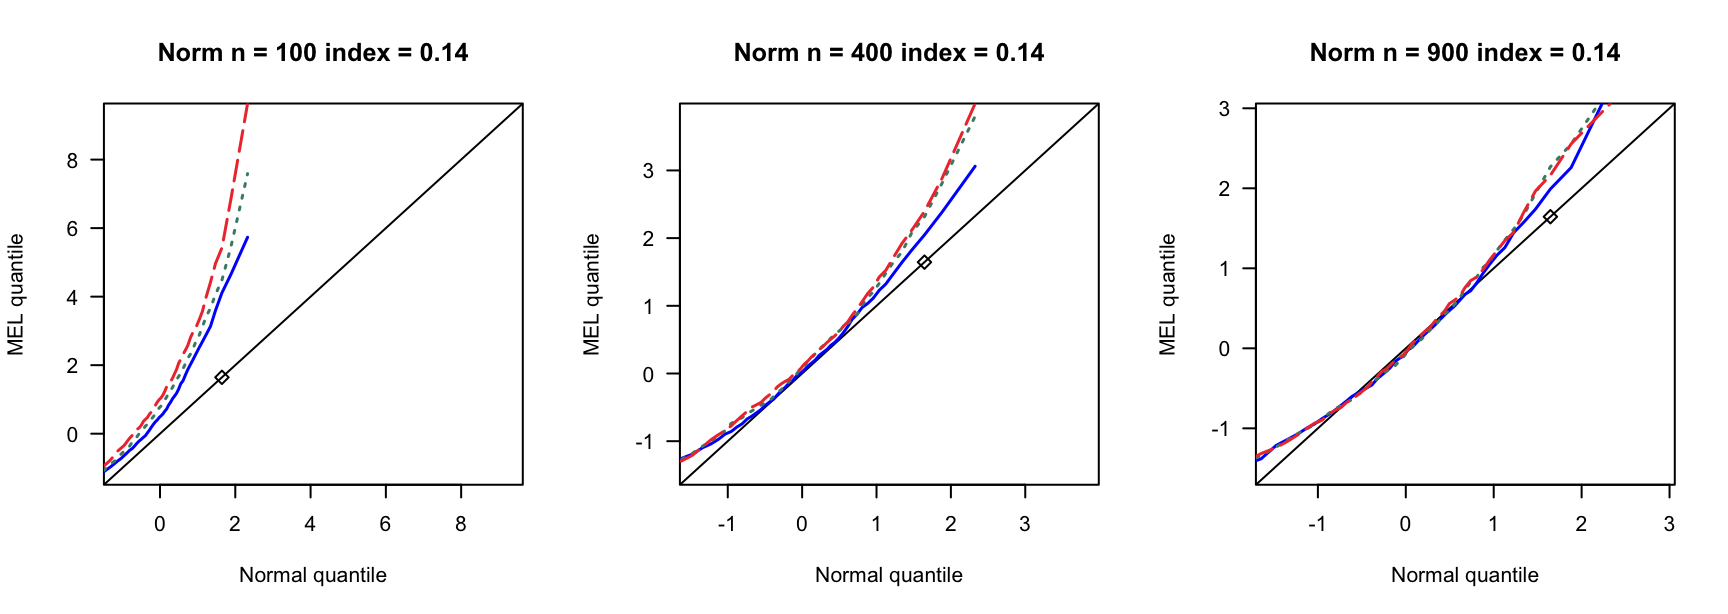 Norm n = 100 index = 0.14
MEL quantile
8
6
4
2
0
0 2 4 6 8
Normal quantile
Norm n = 400 index = 0.14
MEL quantile
3
2
1
0
-1
-1 0 1 2 3
Normal quantile
Norm n = 900 index = 0.14
MEL quantile
3
2
1
0
-1
-1 0 1 2 3
Normal quantile